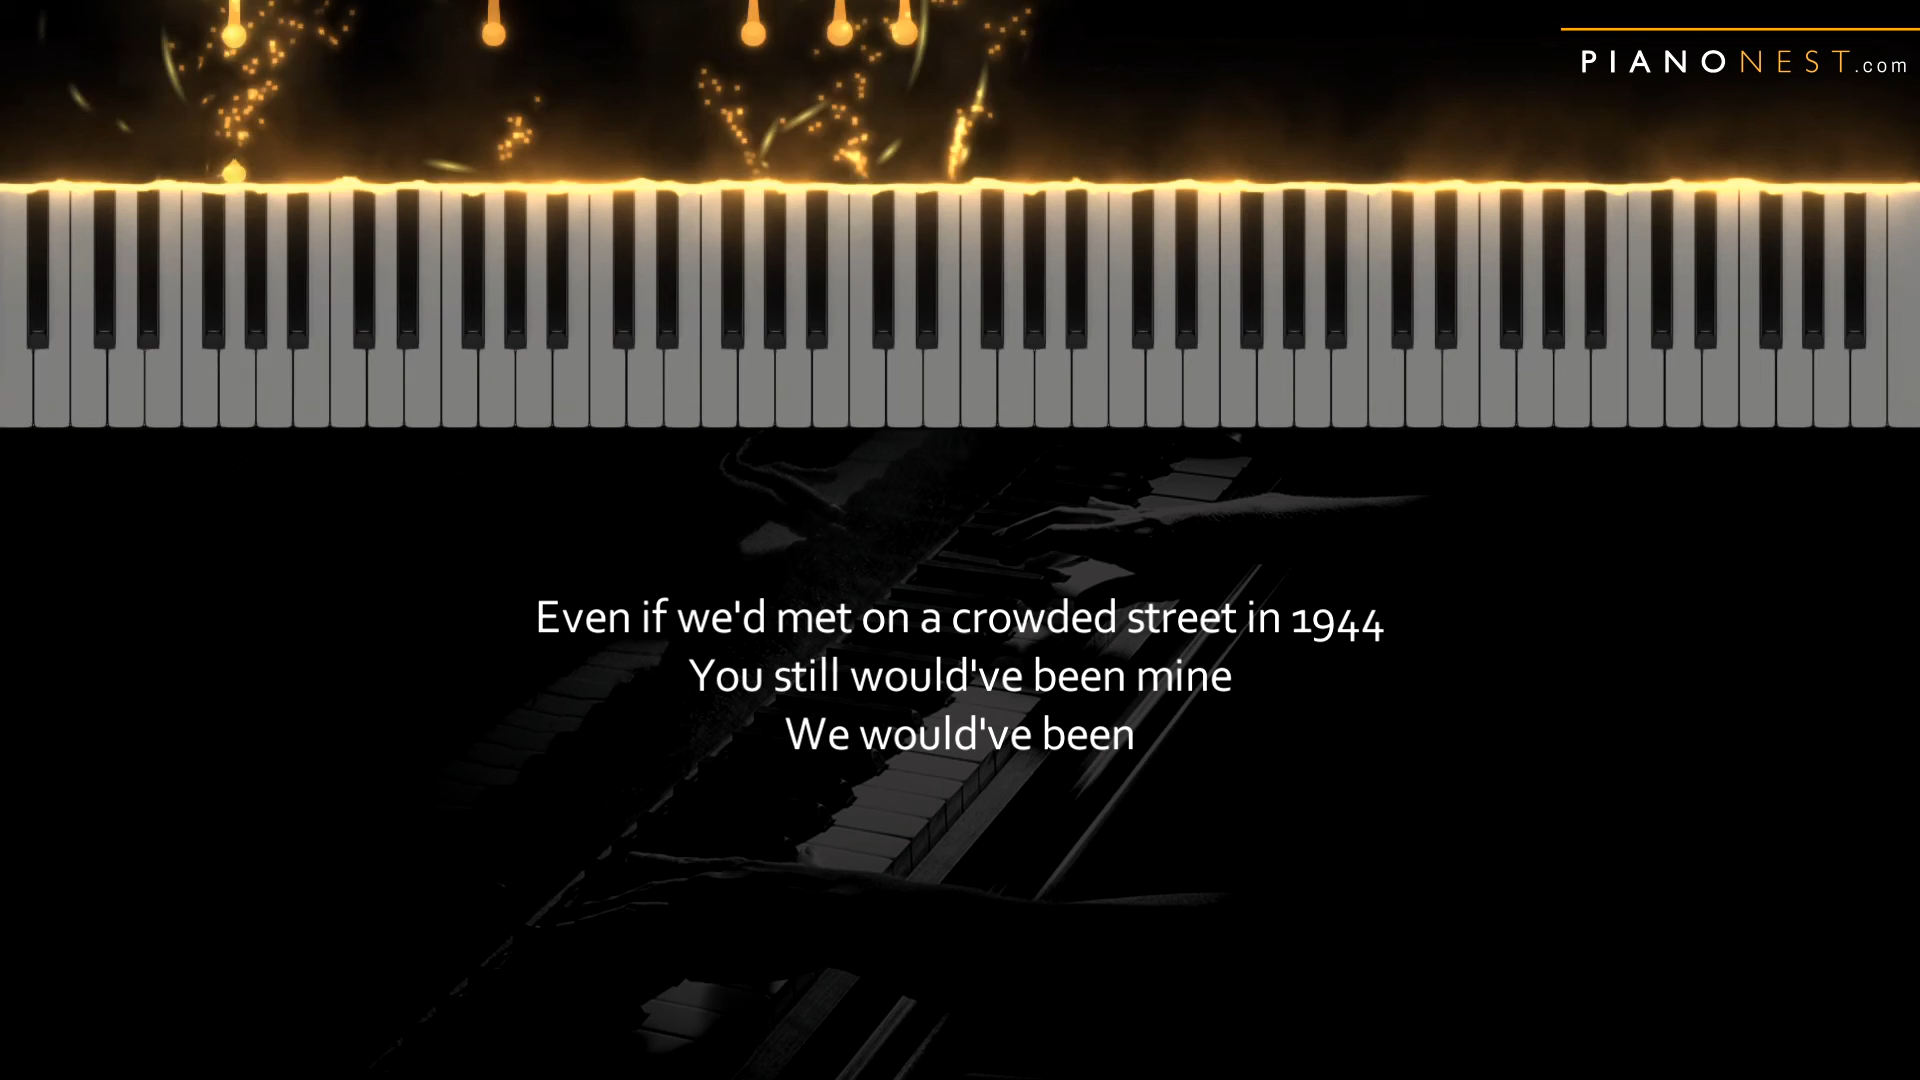 PIANONEST.com
Even if we'd met on a crowded street in 1944
You still would've been mine
We would've been